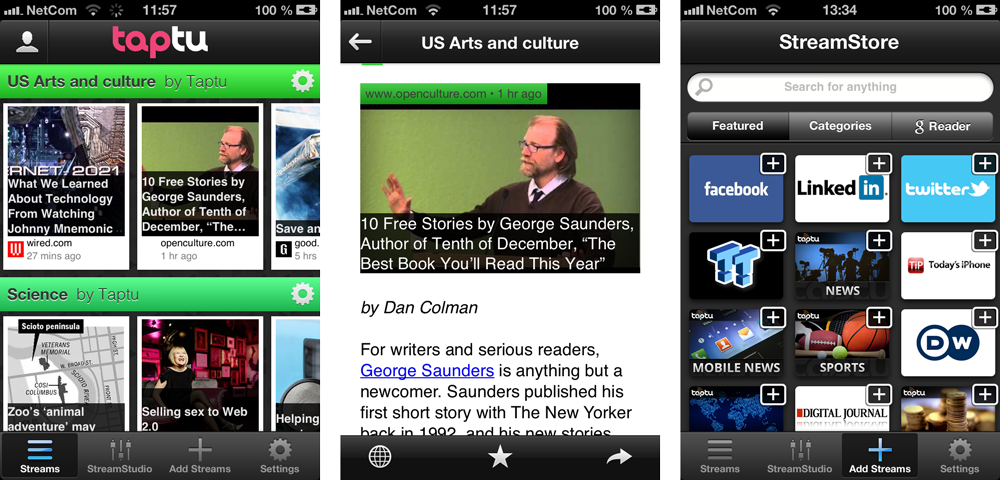 NetCom 11:57 100 %
taptu
US Arts and culture by Taptu
ERNET/2021
What We Learned
About Technology
From Watching
Johnny Mnemonic
wired.com
27 mins ago
10 Free Stories by
George Saunders,
Author of Tenth of
December, “The...
openculture.com
1 hr ago
Save an
good.
5 hrs
Science by Taptu
Scioto peninsula
VETERANS
MEMORIAL
W. BROAD ST.
COSI
COLUMBUS
SCIOTO RIVER
Zoo’s ‘animal
adventure’ may
Selling sex to Web
2.0
Helping
Streams StreamStudio Add Streams Settings
NetCom 11:57 100 %
US Arts and culture
www.openculture.com • 1 hr ago
10 Free Stories by George Saunders,
Author of Tenth of December, “The
Best Book You’ll Read This Year”
by Dan Colman
For writers and serious readers,
George Saunders is anything but a
newcomer. Saunders published his
first short story with The New Yorker
back in 1992, and his new stories
NetCom 13:34 100 %
StreamStore
Search for anything
Featured Categories g Reader
facebook LinkedIn twitter
TT
taptu
NEWS
TiP Today's iPhone
taptu
MOBILE NEWS
taptu
SPORTS
DW
taptu
DIGITAL JOURNAL
taptu
Streams StreamStudio Add Streams Settings